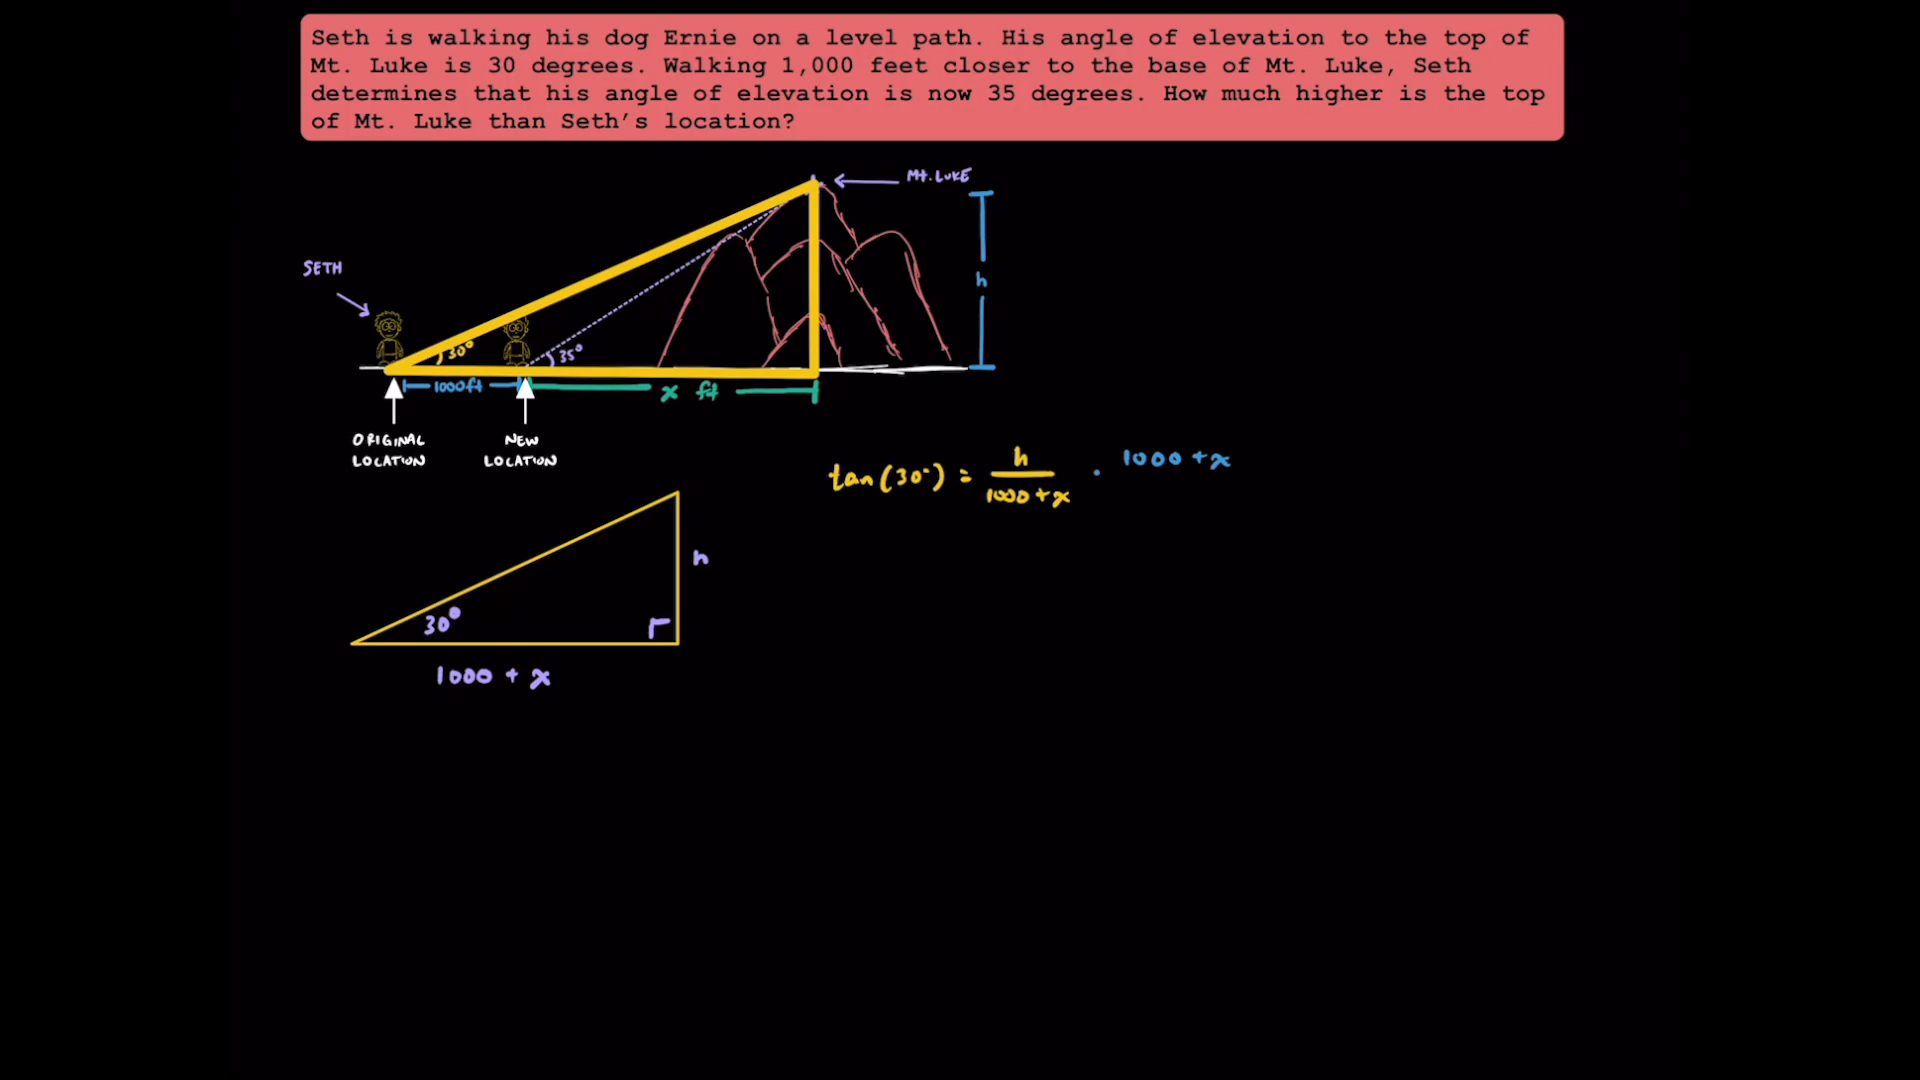 Seth is walking his dog Ernie on a level path. His angle of elevation to the top of
Mt. Luke is 30 degrees. Walking 1,000 feet closer to the base of Mt. Luke, Seth
determines that his angle of elevation is now 35 degrees. How much higher is the top
of Mt. Luke than Seth's location?
Mt. LUKE
SETH
h
30°
35°
1000ft
x ft
ORIGINAL
LOCATION
NEW
LOCATION
tan(30°) = h/(1000+x) · 1000+x
h
30°
1000 + x